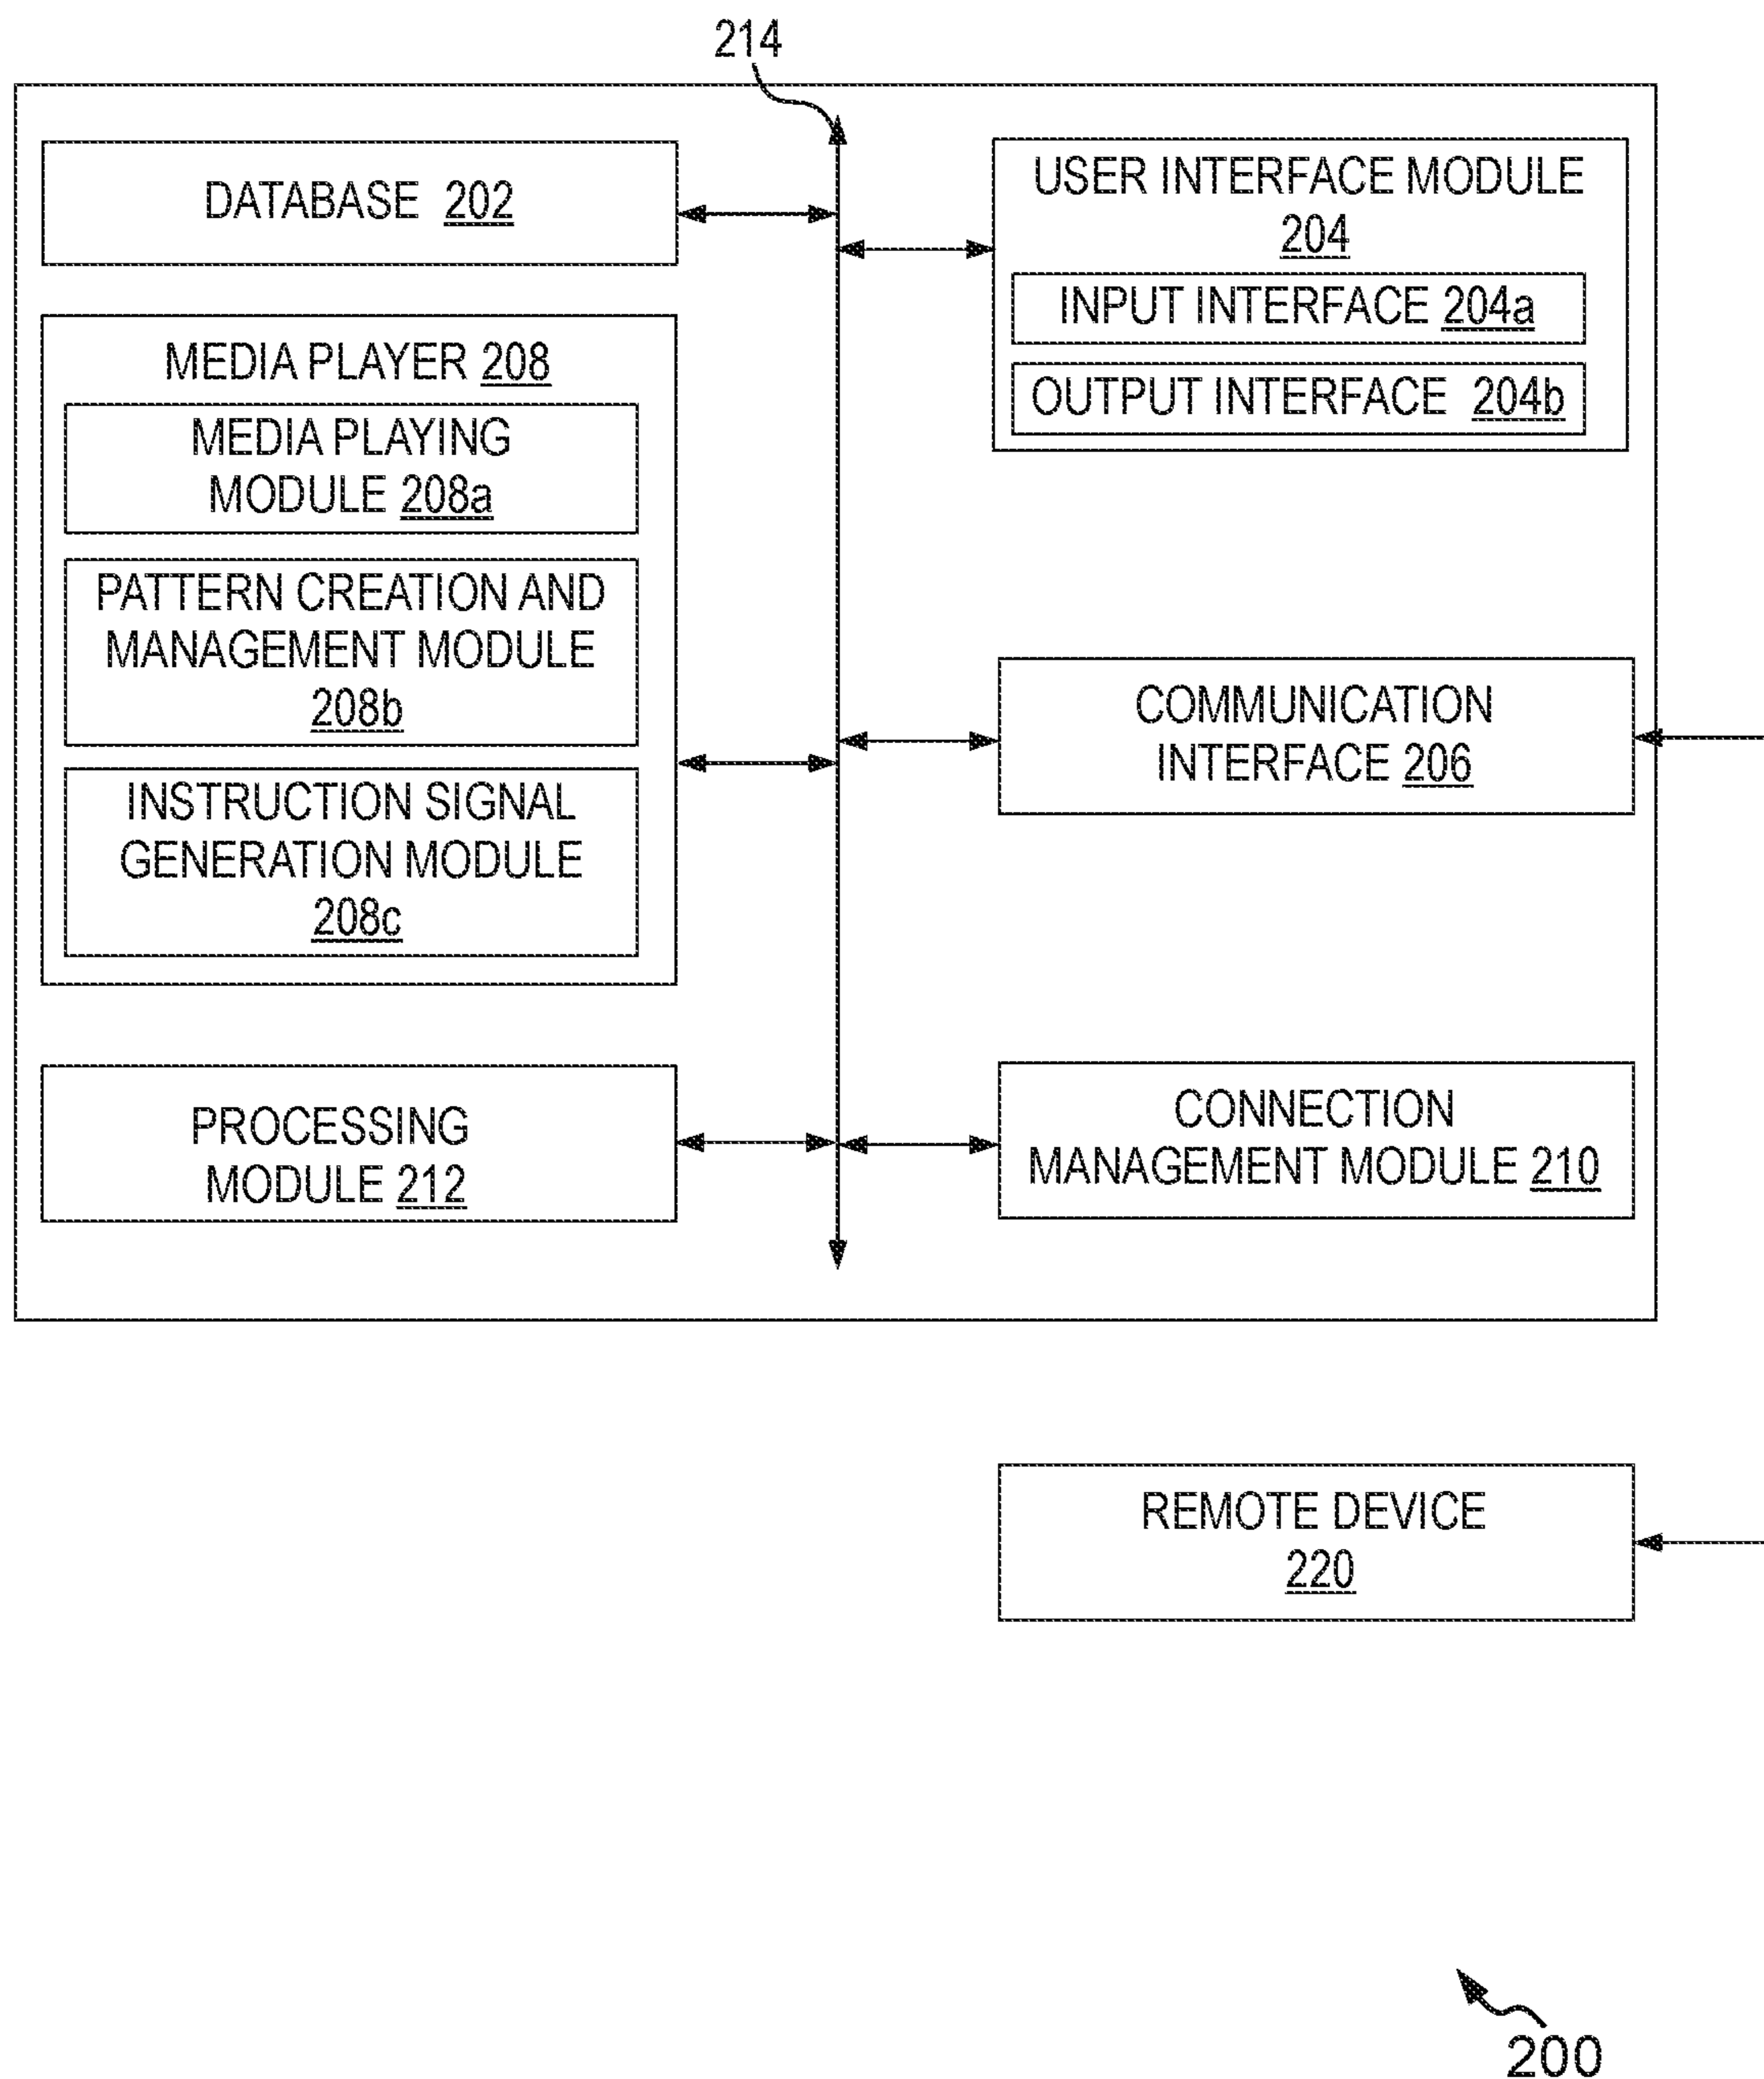 214
DATABASE 202
USER INTERFACE MODULE
204
INPUT INTERFACE 204a
OUTPUT INTERFACE 204b
MEDIA PLAYER 208
MEDIA PLAYING
MODULE 208a
PATTERN CREATION AND
MANAGEMENT MODULE
208b
INSTRUCTION SIGNAL
GENERATION MODULE
208c
COMMUNICATION
INTERFACE 206
PROCESSING
MODULE 212
CONNECTION
MANAGEMENT MODULE 210
REMOTE DEVICE
220
200